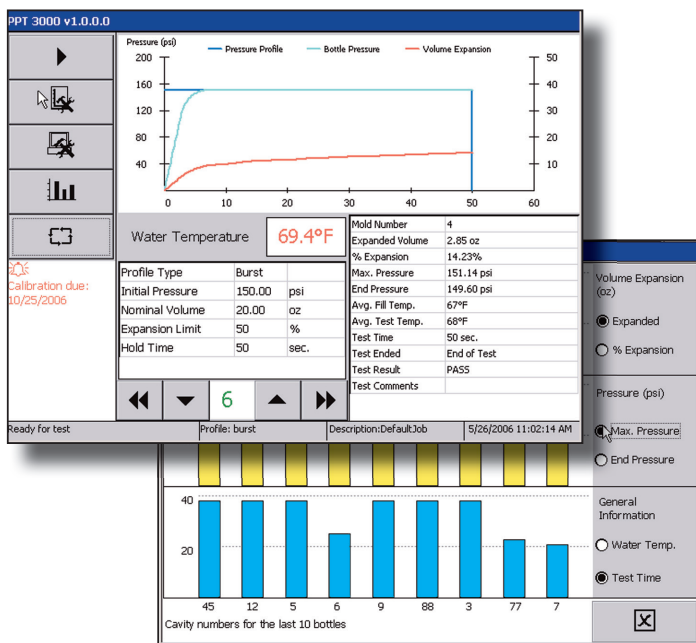 PPT 3000 v1.0.0.0
Pressure (psi)
Pressure Profile
Bottle Pressure
Volume Expansion
200
160
120
80
40
50
40
30
20
10
0 10 20 30 40 50 60
Calibration due:
10/25/2006
Water Temperature 69.4°F
Profile Type Burst
Initial Pressure 150.00 psi
Nominal Volume 20.00 oz
Expansion Limit 50 %
Hold Time 50 sec.
6
Mold Number 4
Expanded Volume 2.85 oz
% Expansion 14.23%
Max. Pressure 151.14 psi
End Pressure 149.60 psi
Avg. Fill Temp. 67°F
Avg. Test Temp. 68°F
Test Time 50 sec.
Test Ended End of Test
Test Result PASS
Test Comments
Ready for test Profile: burst Description:DefaultJob 5/26/2006 11:02:14 AM
Volume Expansion
(oz)
Expanded
% Expansion
Pressure (psi)
Max. Pressure
End Pressure
General
Information
Water Temp.
Test Time
40
20
45 12 5 6 9 88 3 77 7
Cavity numbers for the last 10 bottles